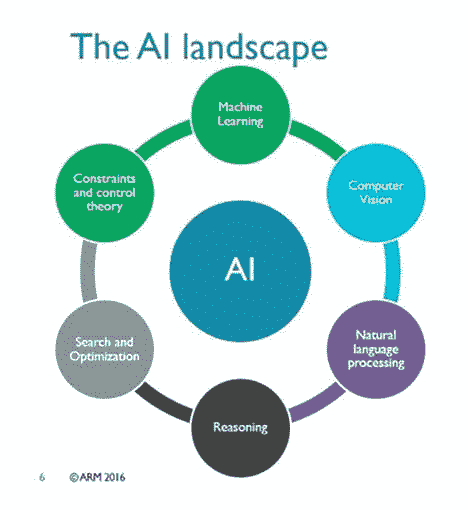 The AI landscape
Machine
Learning
Computer
Vision
Natural
language
processing
Reasoning
Search and
Optimization
Constraints
and control
theory
AI
6 ©ARM 2016